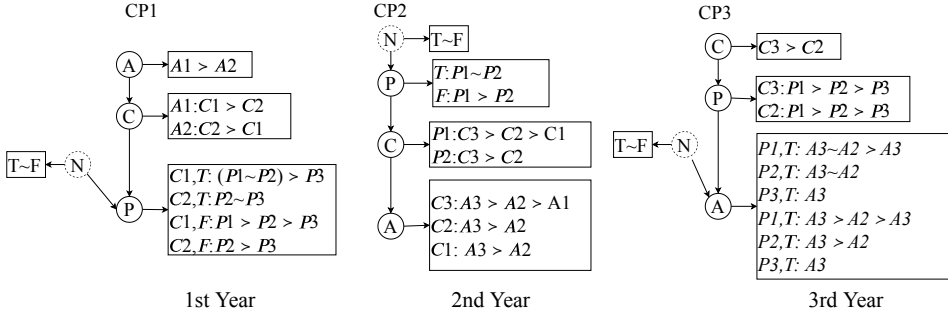 CP1
A
A1 > A2
C
A1:C1 > C2
A2:C2 > C1
T~F
N
P
C1,T: (P1~P2) > P3
C2,T:P2~P3
C1,F:P1 > P2 > P3
C2,F:P2 > P3
1st Year
CP2
N
T~F
P
T:P1~P2
F:P1 > P2
C
P1:C3 > C2 > C1
P2:C3 > C2
A
C3:A3 > A2 > A1
C2:A3 > A2
C1: A3 > A2
2nd Year
CP3
C
C3 > C2
P
C3:P1 > P2 > P3
C2:P1 > P2 > P3
T~F
N
A
P1,T: A3~A2 > A3
P2,T: A3~A2
P3,T: A3
P1,T: A3 > A2 > A3
P2,T: A3 > A2
P3,T: A3
3rd Year